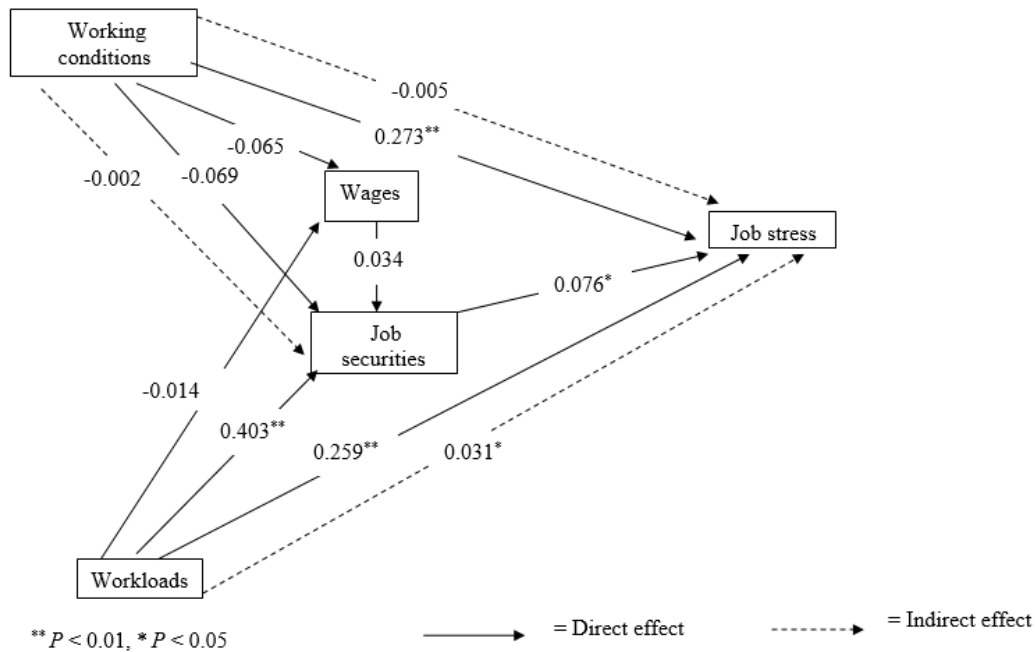 Working
conditions
-0.005
0.273**
-0.065
-0.002
-0.069
Wages
Job stress
0.034
0.076*
Job
securities
-0.014
0.403**
0.259**
0.031*
Workloads
** P < 0.01, * P < 0.05
= Direct effect
= Indirect effect